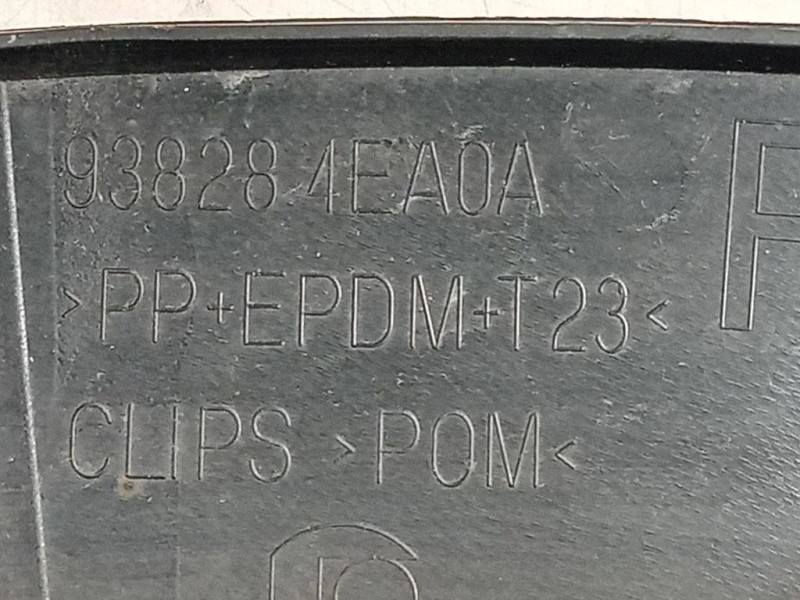 93828 4EA0A
>PP+EPDM+T23<
CLIPS >POM<